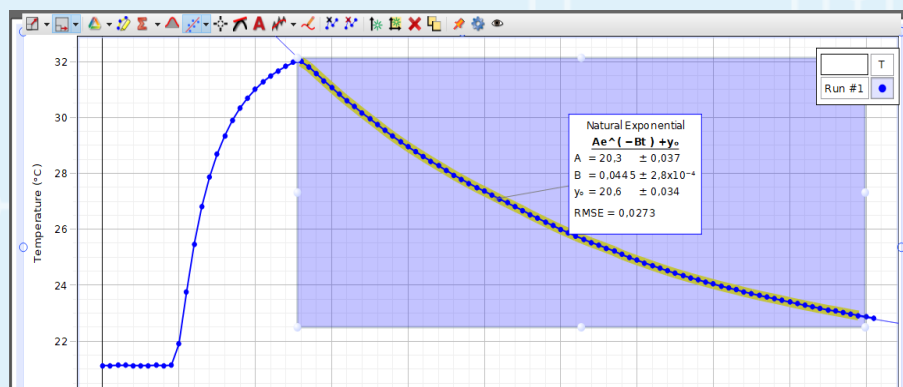 32
30
28
26
24
22
Temperature (°C)
T
Run #1
Natural Exponential
Ae^( −Bt ) +y₀
A = 20,3 ± 0,037
B = 0,0445 ± 2,8x10⁻⁴
y₀ = 20,6 ± 0,034
RMSE = 0,0273